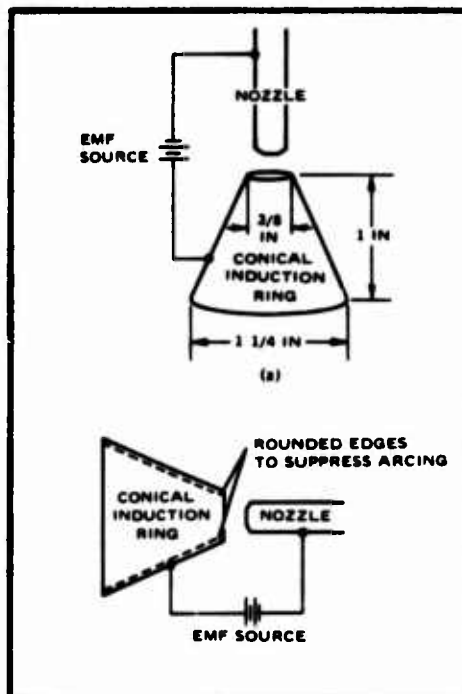 NOZZLE
EMF
SOURCE
3/8
IN
1 IN
CONICAL
INDUCTION
RING
1 1/4 IN
(a)
ROUNDED EDGES
TO SUPPRESS ARCING
CONICAL
INDUCTION
RING
NOZZLE
EMF SOURCE